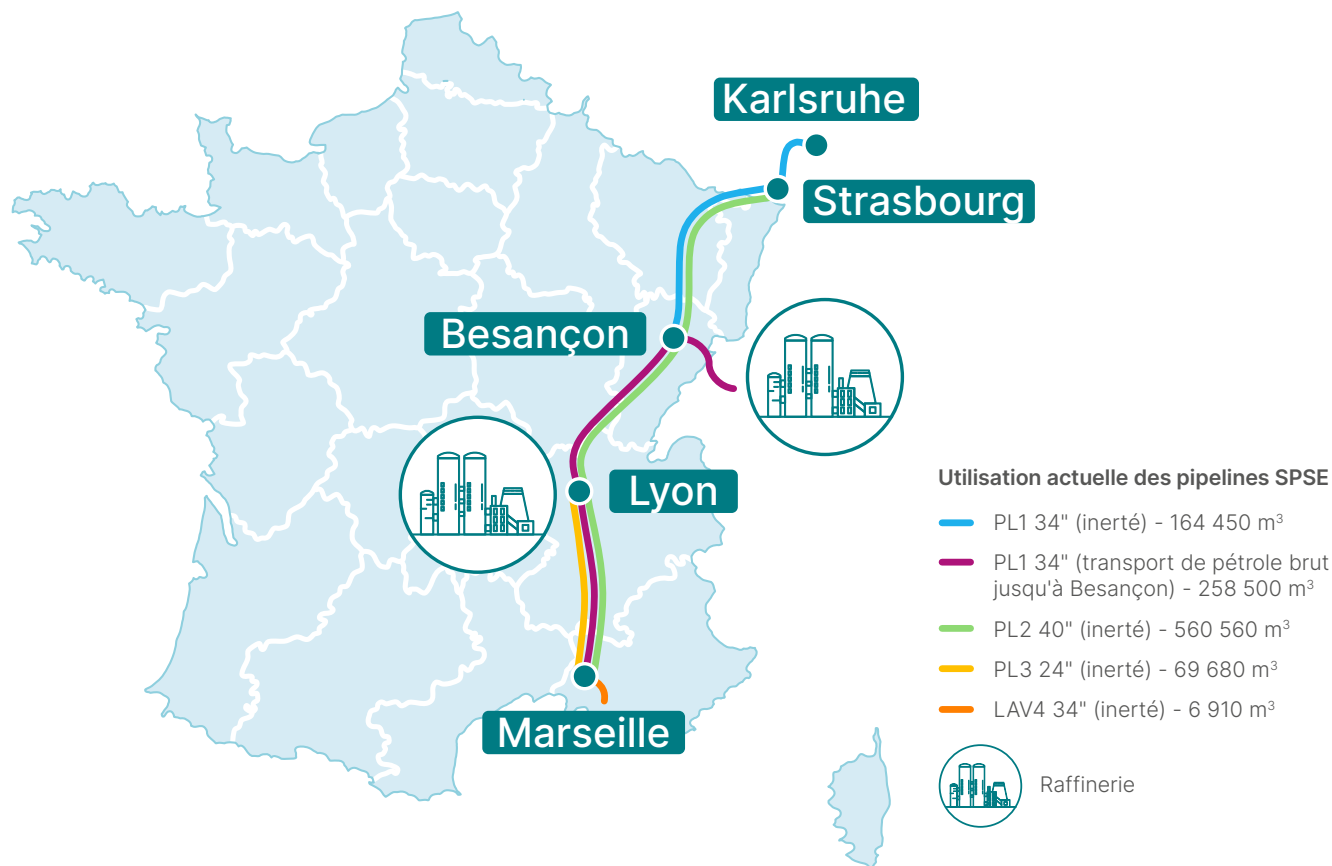 Karlsruhe
Strasbourg
Besançon
Lyon
Marseille
Utilisation actuelle des pipelines SPSE
PL1 34" (inerté) - 164 450 m³
PL1 34" (transport de pétrole brut
jusqu'à Besançon) - 258 500 m³
PL2 40" (inerté) - 560 560 m³
PL3 24" (inerté) - 69 680 m³
LAV4 34" (inerté) - 6 910 m³
Raffinerie